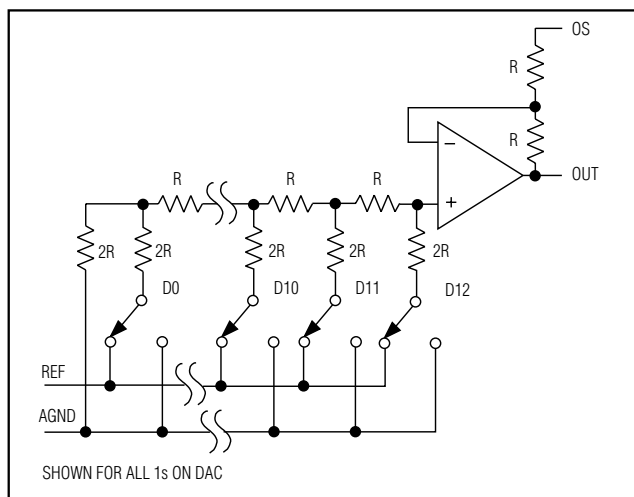 OS
R
R
OUT
R
R
R
2R
2R
2R
2R
2R
D0
D10
D11
D12
REF
AGND
SHOWN FOR ALL 1s ON DAC